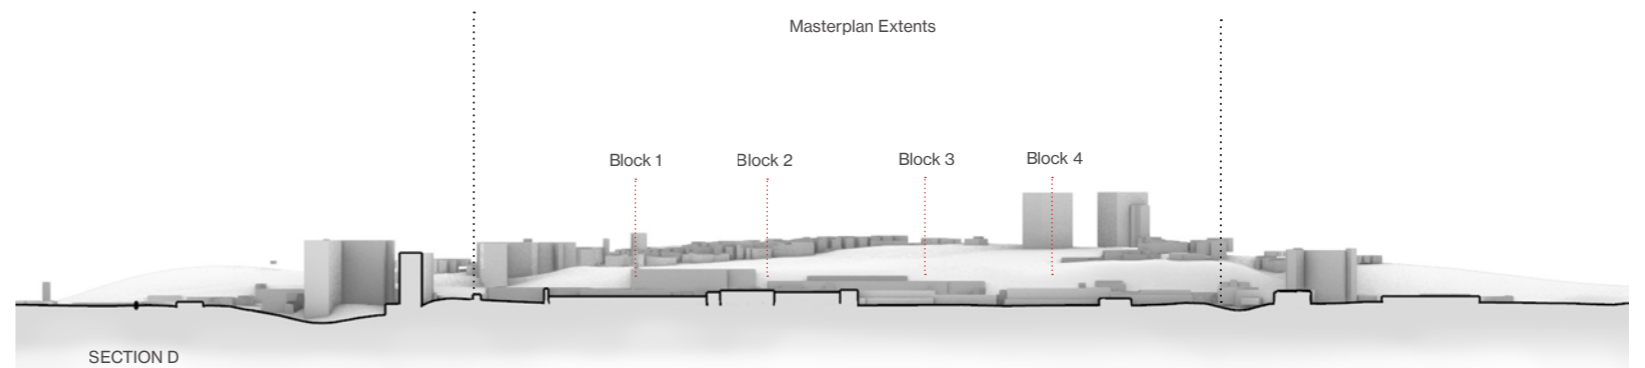 Masterplan Extents
Block 1
Block 2
Block 3
Block 4
SECTION D